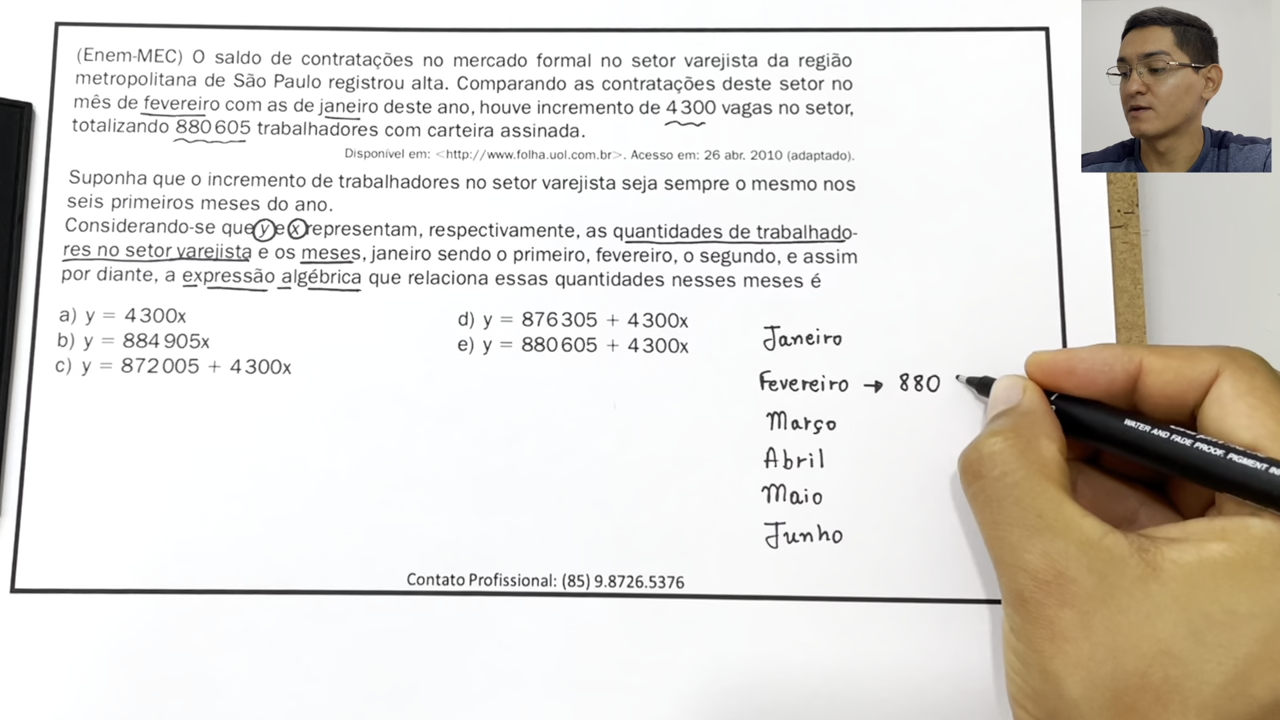 (Enem-MEC) O saldo de contratações no mercado formal no setor varejista da região
metropolitana de São Paulo registrou alta. Comparando as contratações deste setor no
mês de fevereiro com as de janeiro deste ano, houve incremento de 4 300 vagas no setor,
totalizando 880 605 trabalhadores com carteira assinada.
Disponível em: <http://www.folha.uol.com.br>. Acesso em: 26 abr. 2010 (adaptado).
Suponha que o incremento de trabalhadores no setor varejista seja sempre o mesmo nos
seis primeiros meses do ano.
Considerando-se que y e x representam, respectivamente, as quantidades de trabalhado-
res no setor varejista e os meses, janeiro sendo o primeiro, fevereiro, o segundo, e assim
por diante, a expressão algébrica que relaciona essas quantidades nesses meses é
a) y = 4 300x
b) y = 884 905x
c) y = 872 005 + 4 300x
d) y = 876 305 + 4 300x
e) y = 880 605 + 4 300x
Janeiro
Fevereiro → 880
Março
Abril
Maio
Junho
Contato Profissional: (85) 9.8726.5376
WATER AND FADE PROOF, PIGMENT